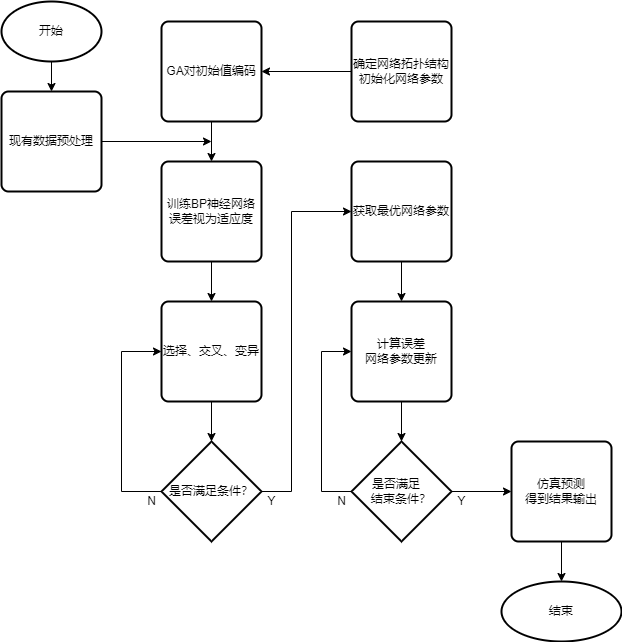 开始
现有数据预处理
GA对初始值编码
确定网络拓扑结构
初始化网络参数
训练BP神经网络
误差视为适应度
选择、交叉、变异
是否满足条件?
N
Y
获取最优网络参数
计算误差
网络参数更新
是否满足
结束条件?
N
Y
仿真预测
得到结果输出
结束